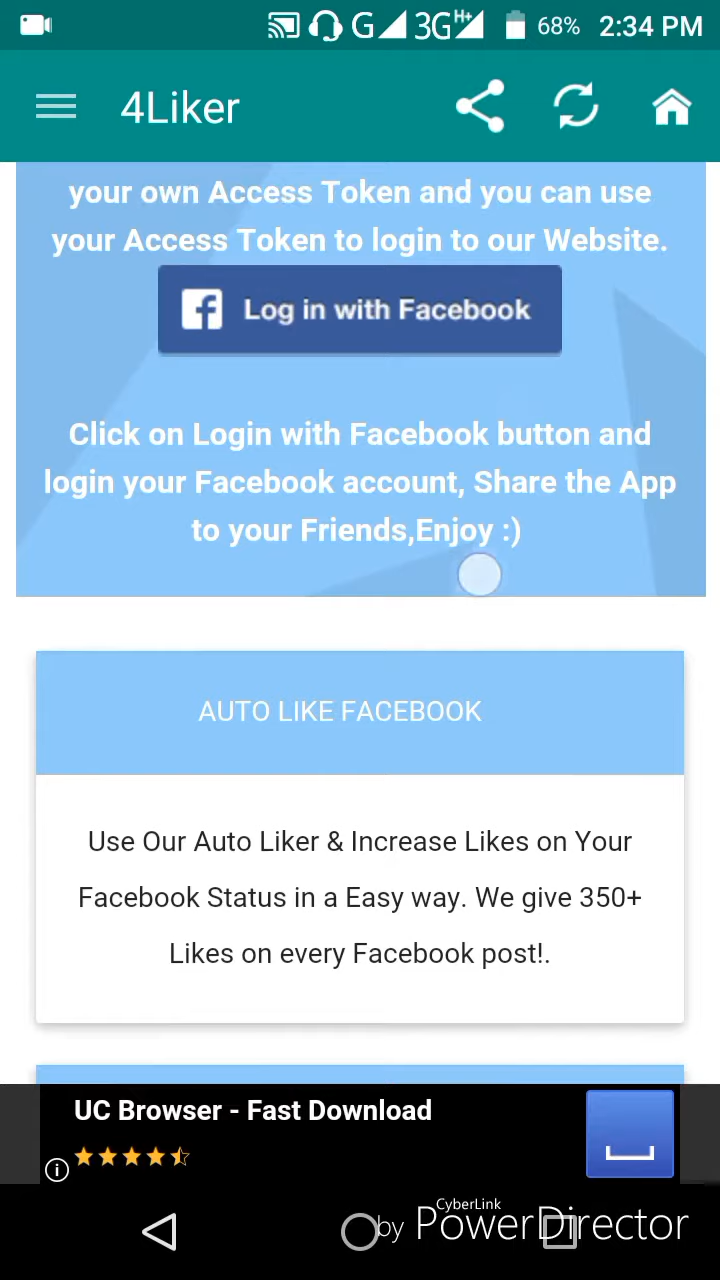 G 3G H+ 68% 2:34 PM
4Liker
your own Access Token and you can use
your Access Token to login to our Website.
f Log in with Facebook
Click on Login with Facebook button and
login your Facebook account, Share the App
to your Friends,Enjoy :)
AUTO LIKE FACEBOOK
Use Our Auto Liker & Increase Likes on Your
Facebook Status in a Easy way. We give 350+
Likes on every Facebook post!.
UC Browser - Fast Download
CyberLink
by PowerDirector